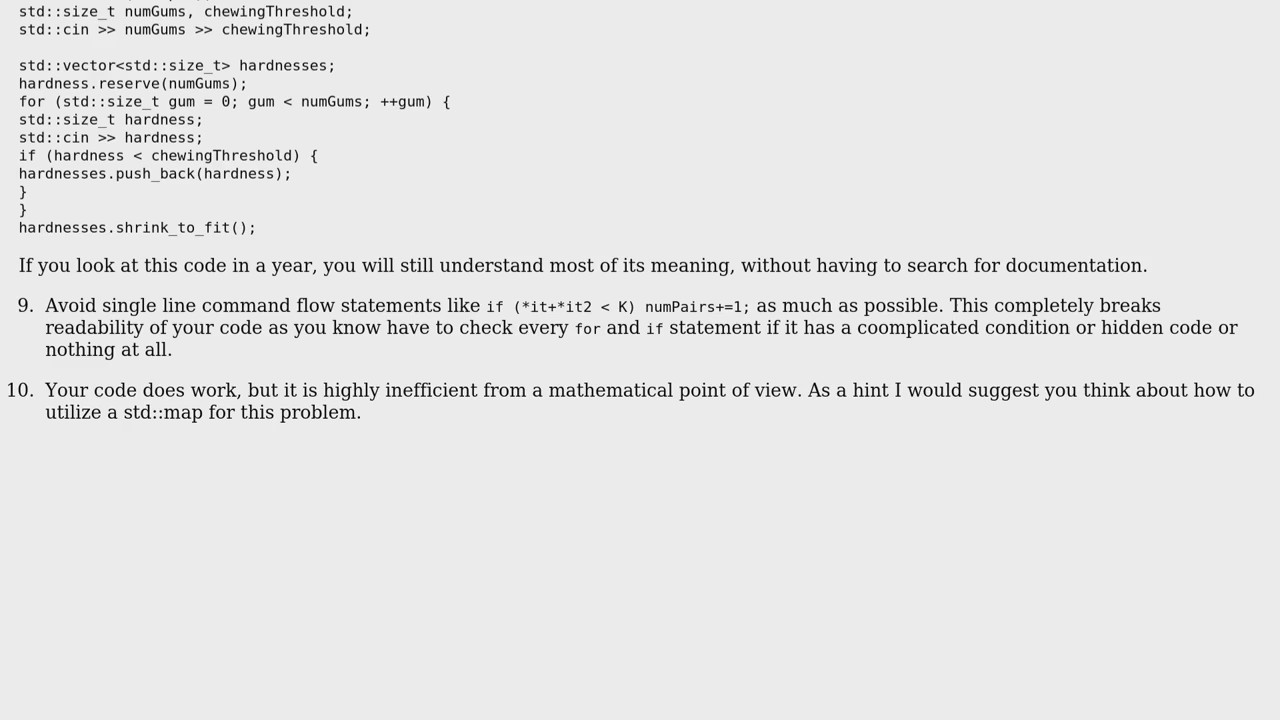 std::size_t numGums, chewingThreshold;
std::cin >> numGums >> chewingThreshold;
std::vector<std::size_t> hardnesses;
hardness.reserve(numGums);
for (std::size_t gum = 0; gum < numGums; ++gum) {
std::size_t hardness;
std::cin >> hardness;
if (hardness < chewingThreshold) {
hardnesses.push_back(hardness);
}
}
hardnesses.shrink_to_fit();
If you look at this code in a year, you will still understand most of its meaning, without having to search for documentation.
9. Avoid single line command flow statements like if (*it+*it2 < K) numPairs+=1; as much as possible. This completely breaks
readability of your code as you know have to check every for and if statement if it has a coomplicated condition or hidden code or
nothing at all.
10. Your code does work, but it is highly inefficient from a mathematical point of view. As a hint I would suggest you think about how to
utilize a std::map for this problem.